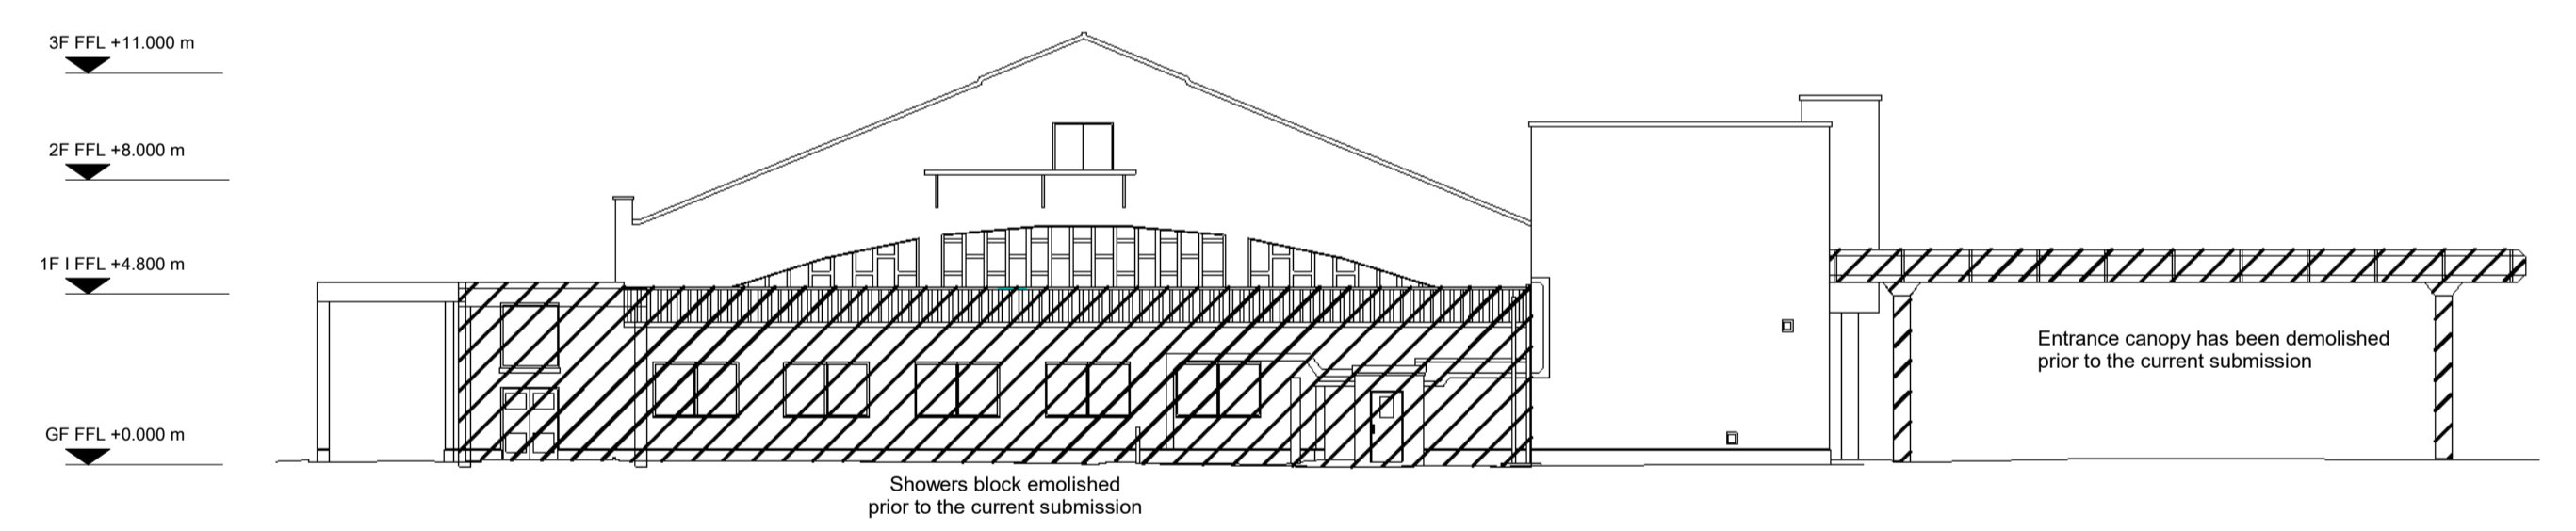 3F FFL +11.000 m
2F FFL +8.000 m
1F I FFL +4.800 m
GF FFL +0.000 m
Entrance canopy has been demolished
prior to the current submission
Showers block emolished
prior to the current submission